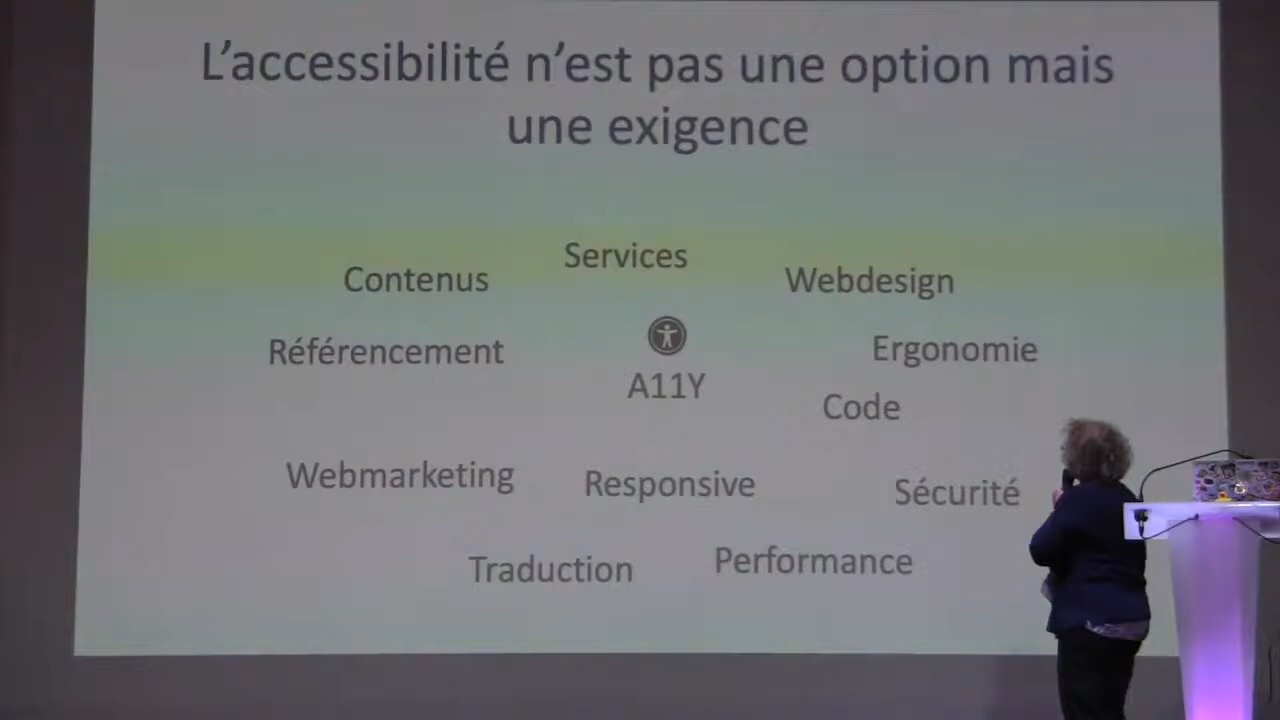 L'accessibilité n'est pas une option mais
une exigence
Services
Contenus
Webdesign
Référencement
Ergonomie
A11Y
Code
Webmarketing
Responsive
Sécurité
Traduction
Performance